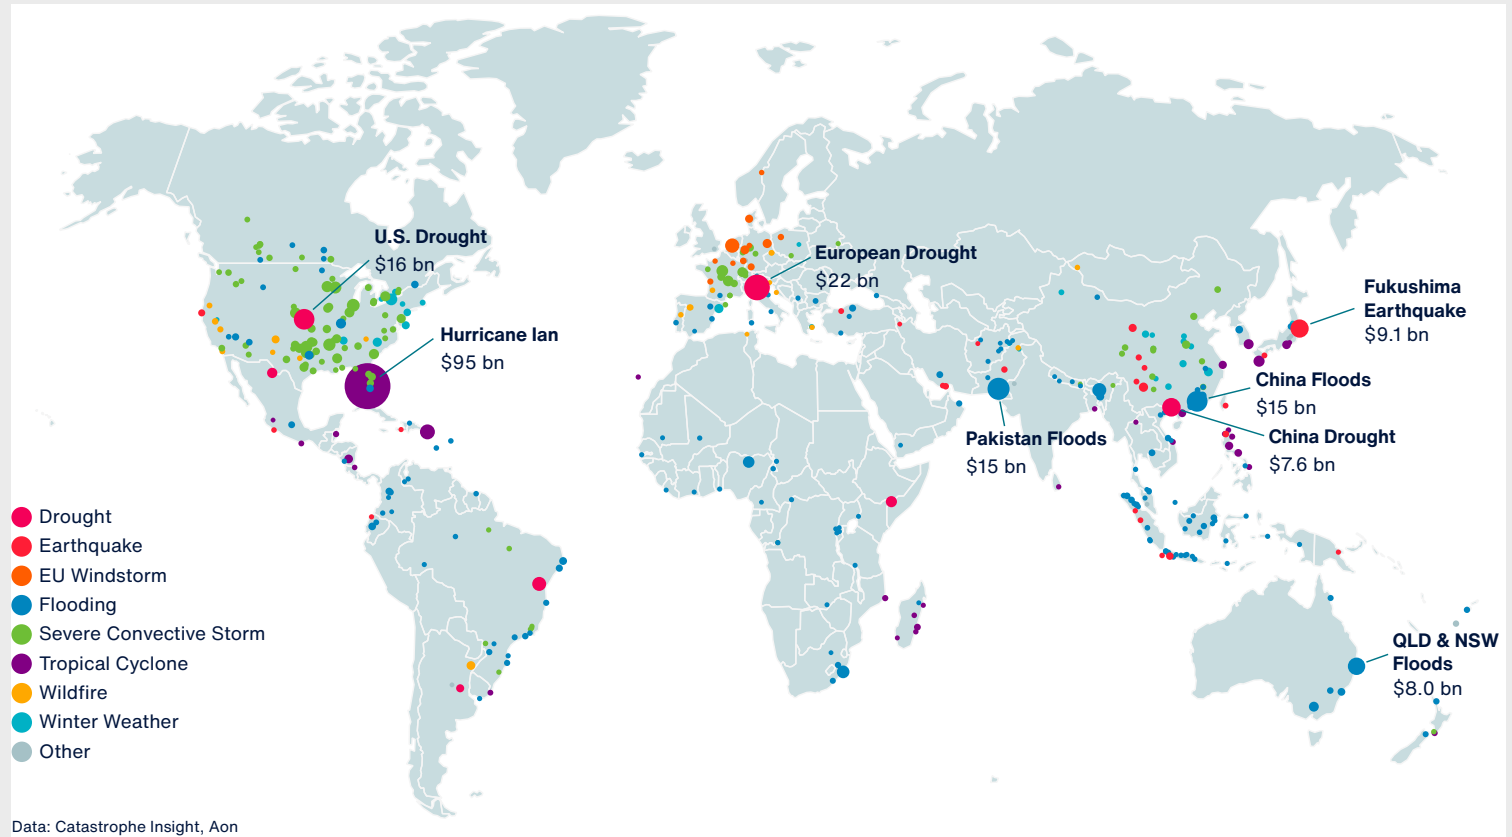 U.S. Drought
$16 bn
Hurricane Ian
$95 bn
European Drought
$22 bn
Fukushima
Earthquake
$9.1 bn
China Floods
$15 bn
China Drought
$7.6 bn
Pakistan Floods
$15 bn
QLD & NSW
Floods
$8.0 bn
Drought
Earthquake
EU Windstorm
Flooding
Severe Convective Storm
Tropical Cyclone
Wildfire
Winter Weather
Other
Data: Catastrophe Insight, Aon